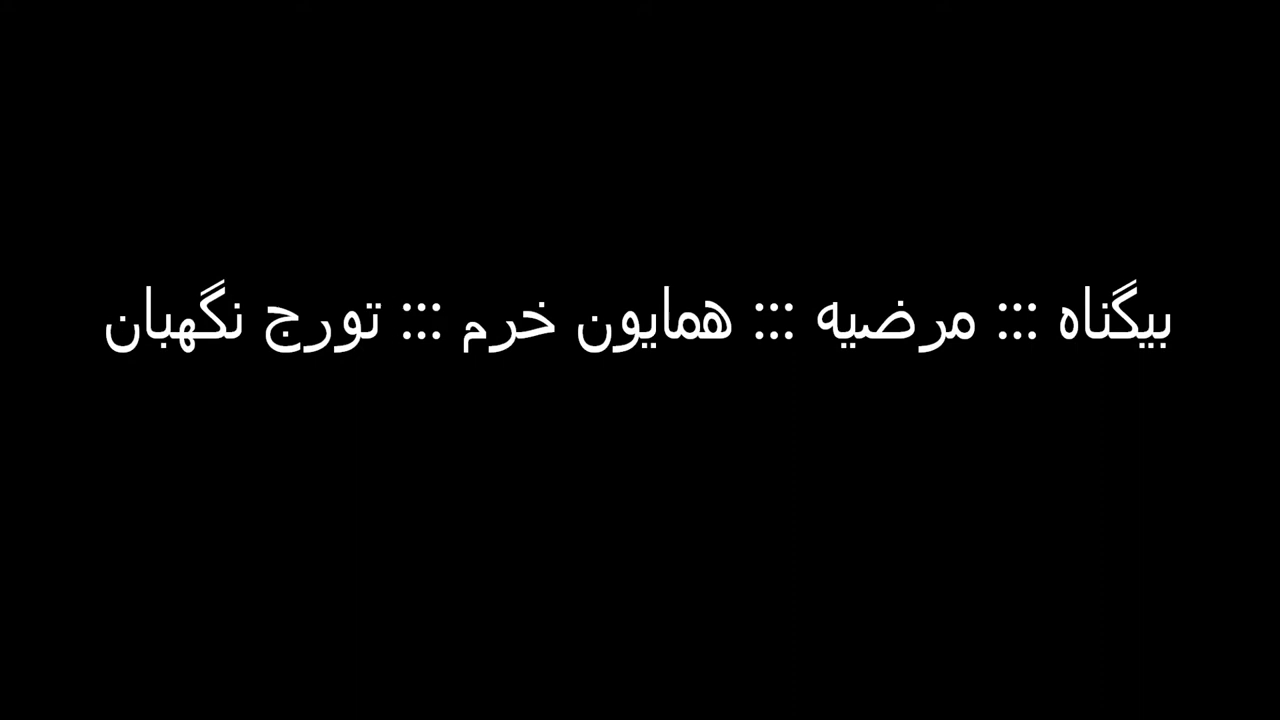 بیگناه ::: مرضیه ::: همایون خرم ::: تورج نگهبان